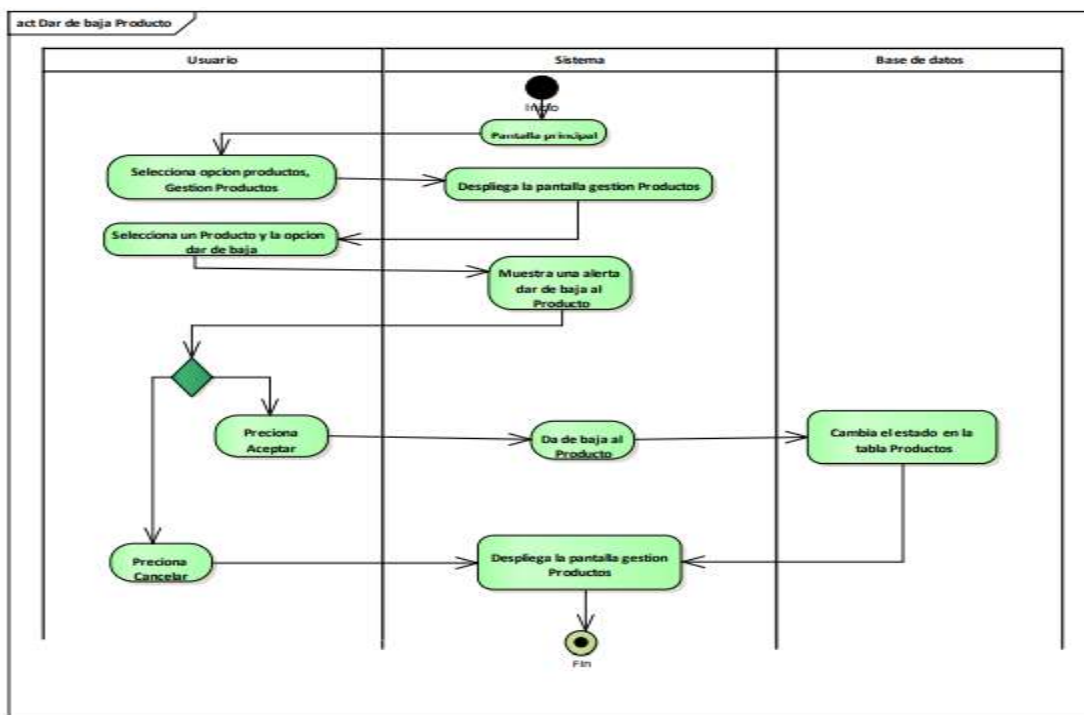 act Dar de baja Producto
Usuario
Sistema
Base de datos
Inicio
Pantalla principal
Selecciona opcion productos,
Gestion Productos
Despliega la pantalla gestion Productos
Selecciona un Producto y la opcion
dar de baja
Muestra una alerta
dar de baja al
Producto
Preciona
Aceptar
Da de baja al
Producto
Cambia el estado en la
tabla Productos
Preciona
Cancelar
Despliega la pantalla gestion
Productos
Fin